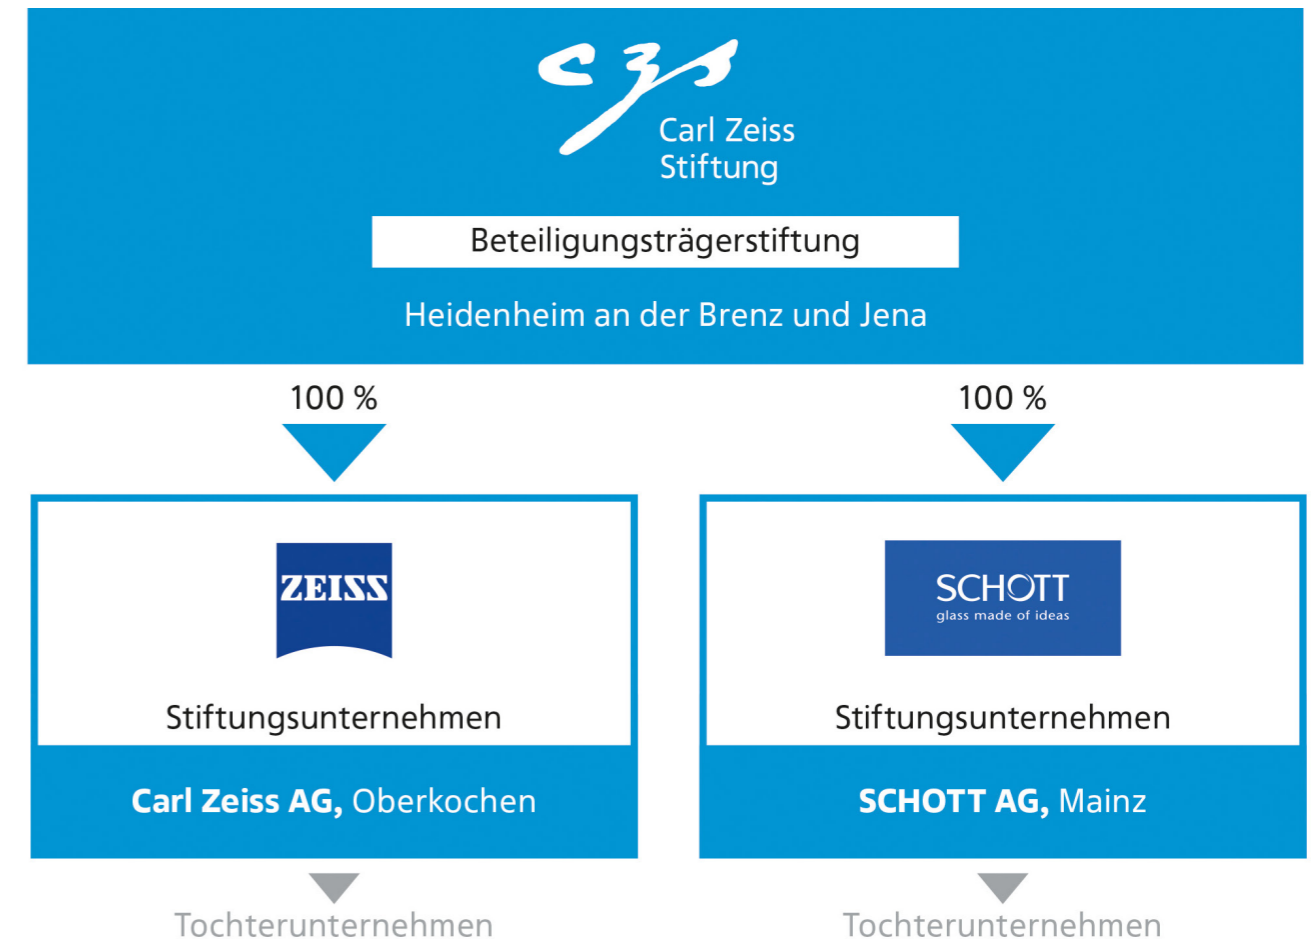 czs
Carl Zeiss
Stiftung
Beteiligungsträgerstiftung
Heidenheim an der Brenz und Jena
100 %
100 %
ZEISS
Stiftungsunternehmen
Carl Zeiss AG, Oberkochen
Tochterunternehmen
SCHOTT
glass made of ideas
Stiftungsunternehmen
SCHOTT AG, Mainz
Tochterunternehmen